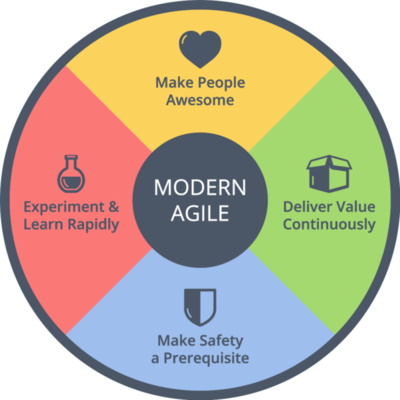 Make People
Awesome
Experiment &
Learn Rapidly
MODERN
AGILE
Deliver Value
Continuously
Make Safety
a Prerequisite